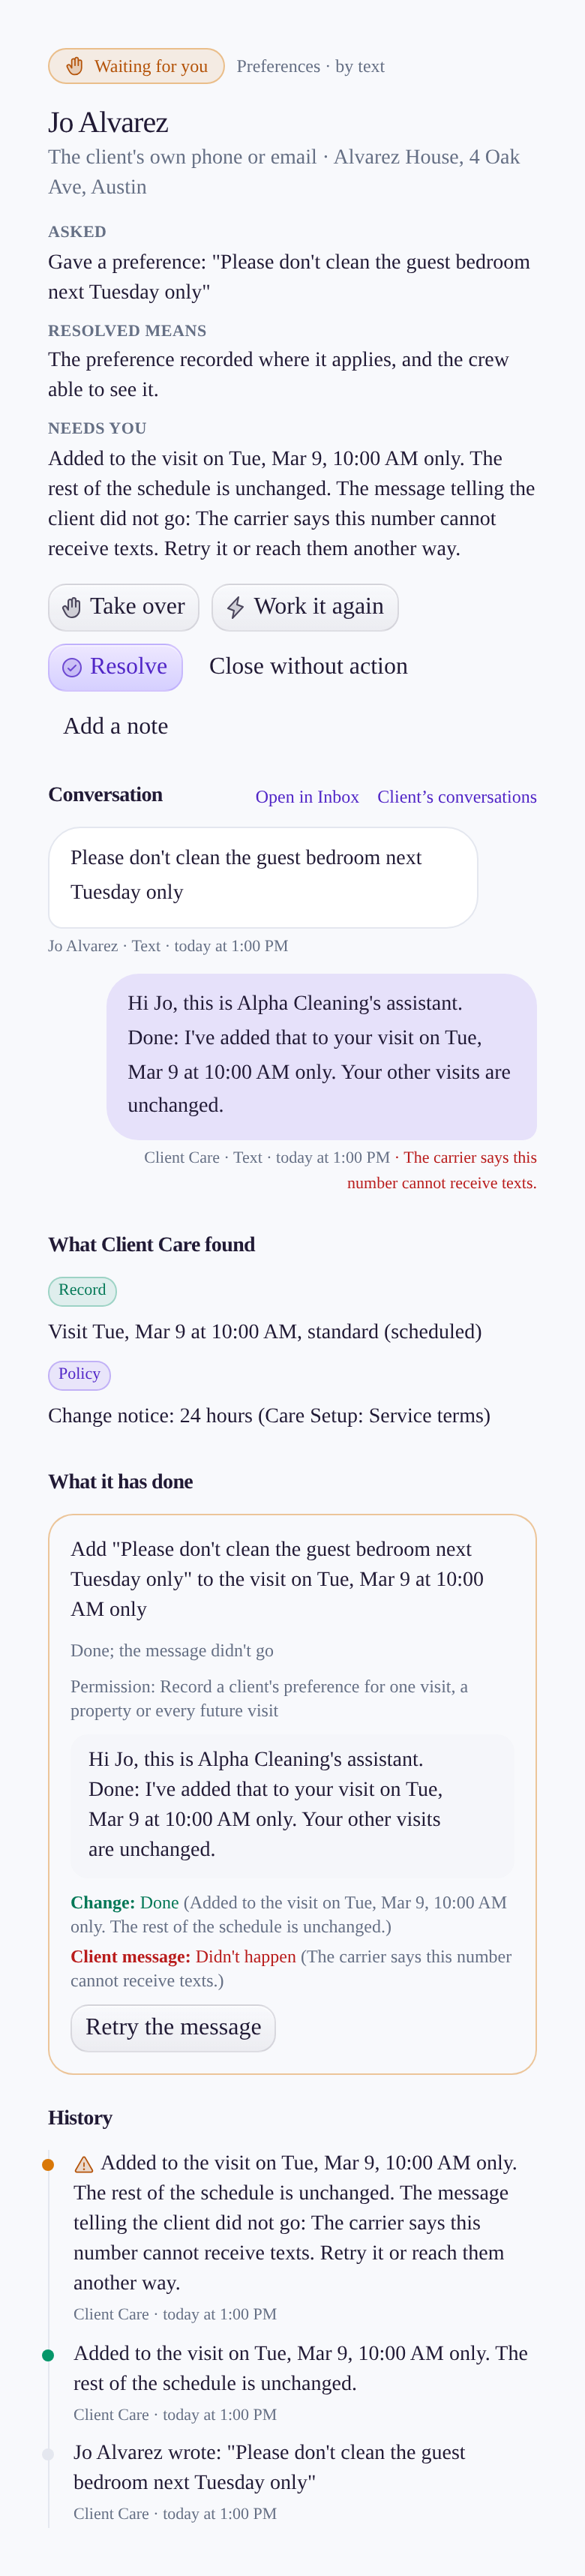 Waiting for you
Preferences · by text
Jo Alvarez
The client's own phone or email · Alvarez House, 4 Oak
Ave, Austin
ASKED
Gave a preference: "Please don't clean the guest bedroom
next Tuesday only"
RESOLVED MEANS
The preference recorded where it applies, and the crew
able to see it.
NEEDS YOU
Added to the visit on Tue, Mar 9, 10:00 AM only. The
rest of the schedule is unchanged. The message telling the
client did not go: The carrier says this number cannot
receive texts. Retry it or reach them another way.
Take over
Work it again
Resolve
Close without action
Add a note
Conversation
Open in Inbox
Client’s conversations
Please don't clean the guest bedroom next
Tuesday only
Jo Alvarez · Text · today at 1:00 PM
Hi Jo, this is Alpha Cleaning's assistant.
Done: I've added that to your visit on Tue,
Mar 9 at 10:00 AM only. Your other visits are
unchanged.
Client Care · Text · today at 1:00 PM · The carrier says this
number cannot receive texts.
What Client Care found
Record
Visit Tue, Mar 9 at 10:00 AM, standard (scheduled)
Policy
Change notice: 24 hours (Care Setup: Service terms)
What it has done
Add "Please don't clean the guest bedroom next
Tuesday only" to the visit on Tue, Mar 9 at 10:00
AM only
Done; the message didn't go
Permission: Record a client's preference for one visit, a
property or every future visit
Hi Jo, this is Alpha Cleaning's assistant.
Done: I've added that to your visit on Tue,
Mar 9 at 10:00 AM only. Your other visits
are unchanged.
Change: Done (Added to the visit on Tue, Mar 9, 10:00 AM
only. The rest of the schedule is unchanged.)
Client message: Didn't happen (The carrier says this number
cannot receive texts.)
Retry the message
History
Added to the visit on Tue, Mar 9, 10:00 AM only.
The rest of the schedule is unchanged. The message
telling the client did not go: The carrier says this
number cannot receive texts. Retry it or reach them
another way.
Client Care · today at 1:00 PM
Added to the visit on Tue, Mar 9, 10:00 AM only. The
rest of the schedule is unchanged.
Client Care · today at 1:00 PM
Jo Alvarez wrote: "Please don't clean the guest
bedroom next Tuesday only"
Client Care · today at 1:00 PM